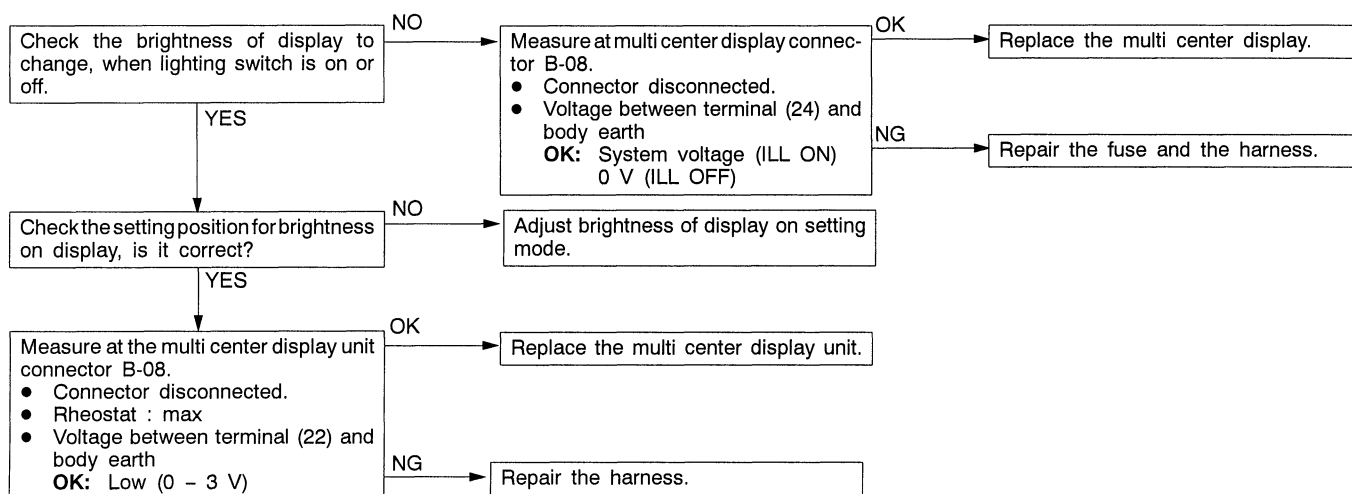 Check the brightness of display to
change, when lighting switch is on or
off.
NO
Measure at multi center display connec-
tor B-08.
● Connector disconnected.
● Voltage between terminal (24) and
body earth
OK: System voltage (ILL ON)
0 V (ILL OFF)
OK
Replace the multi center display.
NG
Repair the fuse and the harness.
YES
Check the setting position for brightness
on display, is it correct?
NO
Adjust brightness of display on setting
mode.
YES
Measure at the multi center display unit
connector B-08.
● Connector disconnected.
● Rheostat : max
● Voltage between terminal (22) and
body earth
OK: Low (0 – 3 V)
OK
Replace the multi center display unit.
NG
Repair the harness.